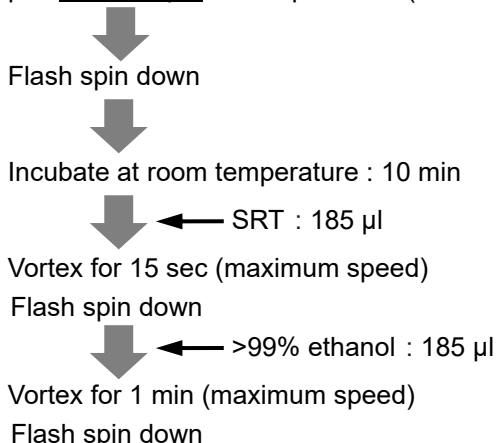 Flash spin down
Incubate at room temperature : 10 min
SRT : 185 µl
Vortex for 15 sec (maximum speed)
Flash spin down
>99% ethanol : 185 µl
Vortex for 1 min (maximum speed)
Flash spin down